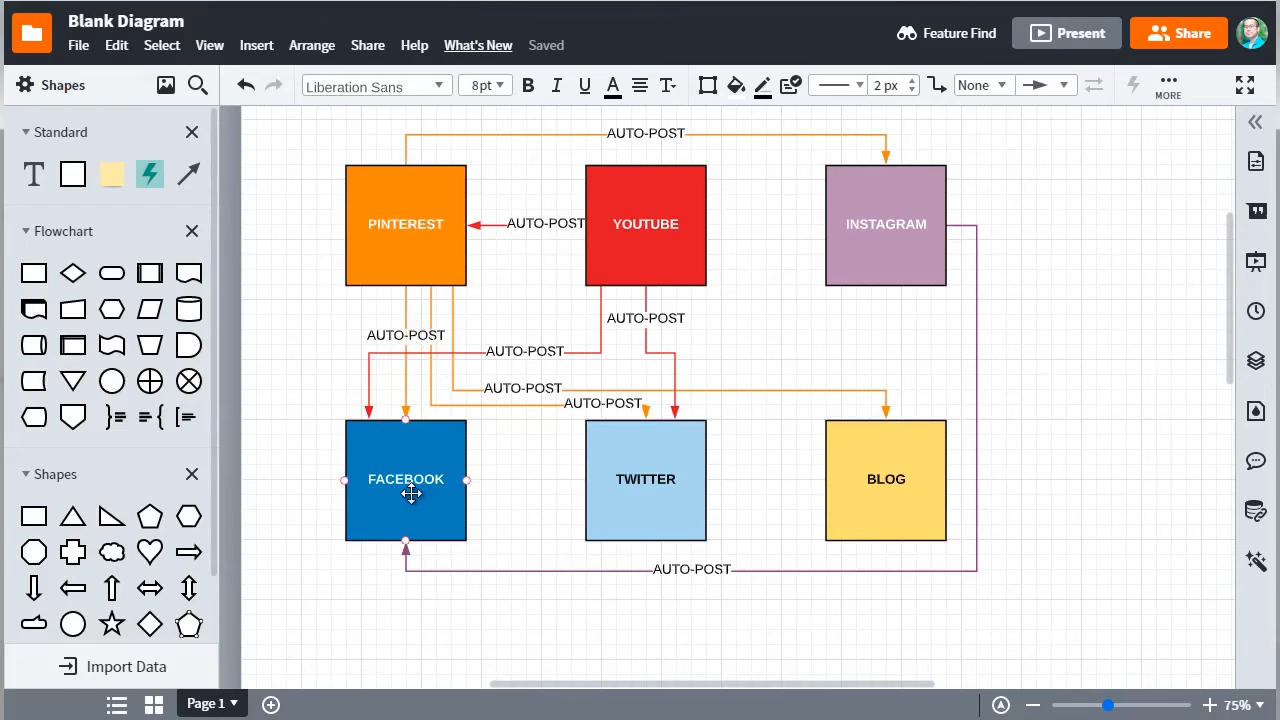 Blank Diagram
File Edit Select View Insert Arrange Share Help What's New Saved
Feature Find
Present
Share
Shapes
Liberation Sans
8pt
B I U A T
2 px
None
MORE
Standard
T
Flowchart
Shapes
Import Data
AUTO-POST
PINTEREST
AUTO-POST
YOUTUBE
INSTAGRAM
AUTO-POST
AUTO-POST
AUTO-POST
AUTO-POST
AUTO-POST
FACEBOOK
TWITTER
BLOG
AUTO-POST
Page 1
75%